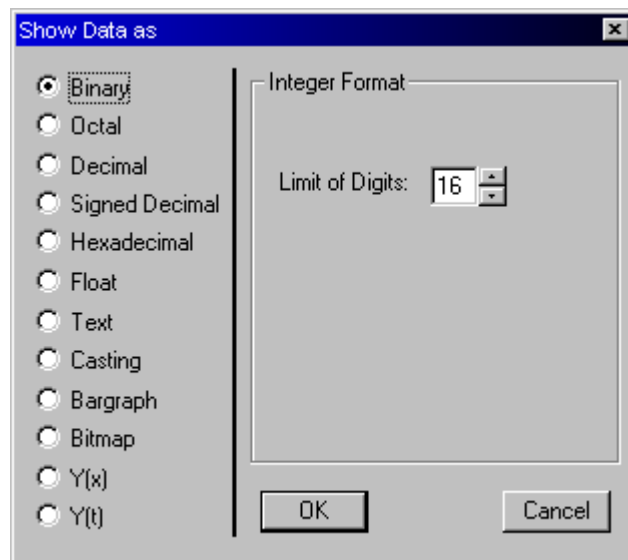 Show Data as
Binary
Octal
Decimal
Signed Decimal
Hexadecimal
Float
Text
Casting
Bargraph
Bitmap
Y(x)
Y(t)
Integer Format
Limit of Digits: 16
OK
Cancel